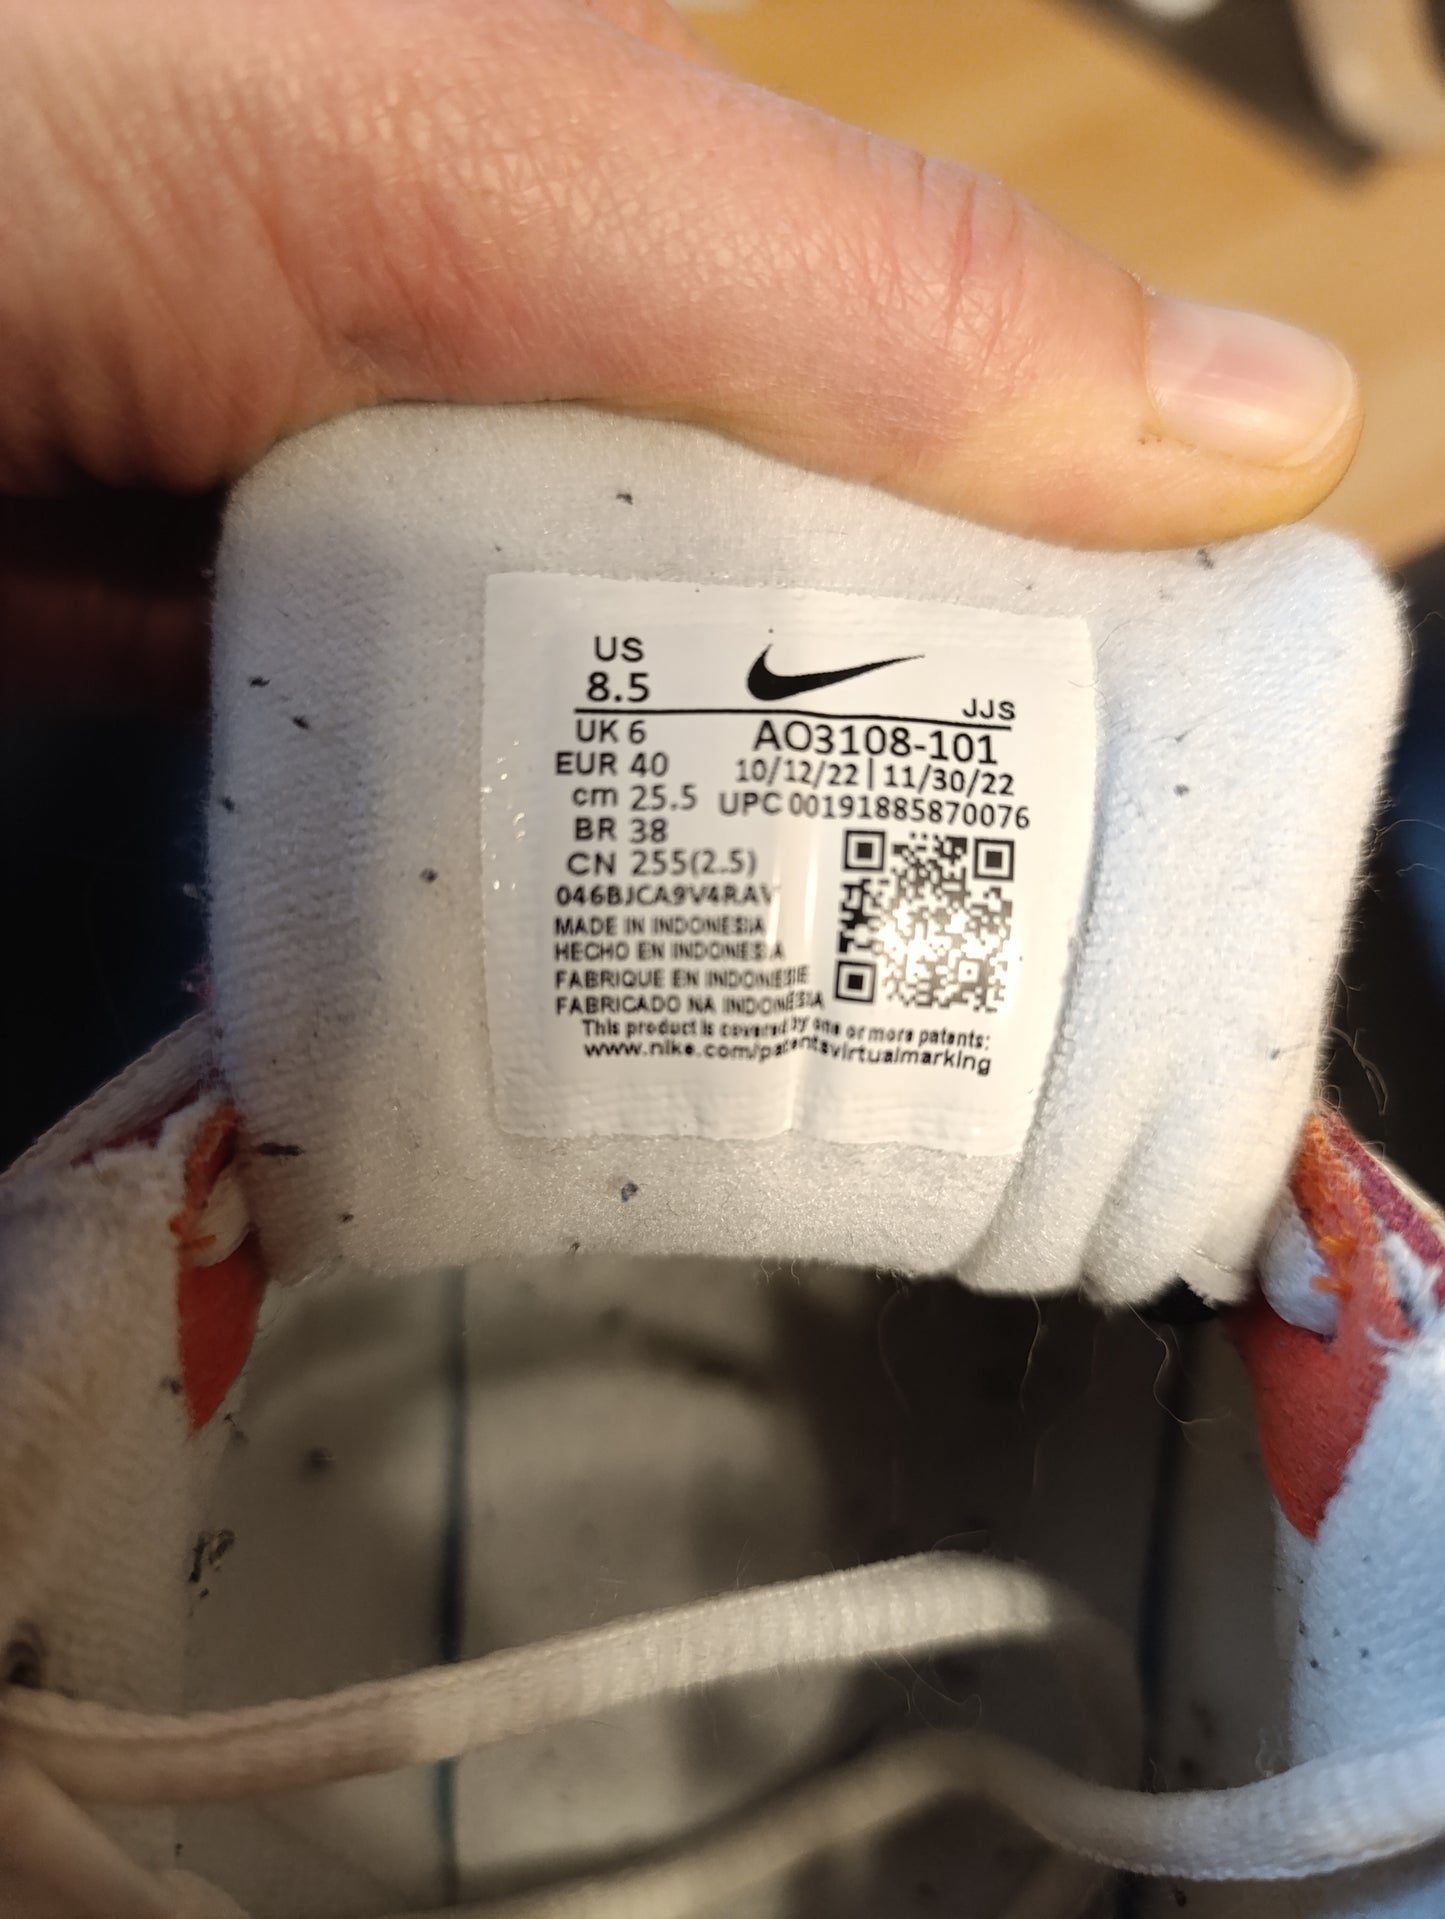 US
8.5
JJS
UK 6
AO3108-101
EUR 40
10/12/22 | 11/30/22
cm 25.5
UPC 00191885870076
BR 38
CN 255(2.5)
046BJCA9V4RAV
MADE IN INDONESIA
HECHO EN INDONESIA
FABRIQUE EN INDONESIE
FABRICADO NA INDONESIA
This product is covered by one or more patents:
www.nike.com/patentsvirtualmarking